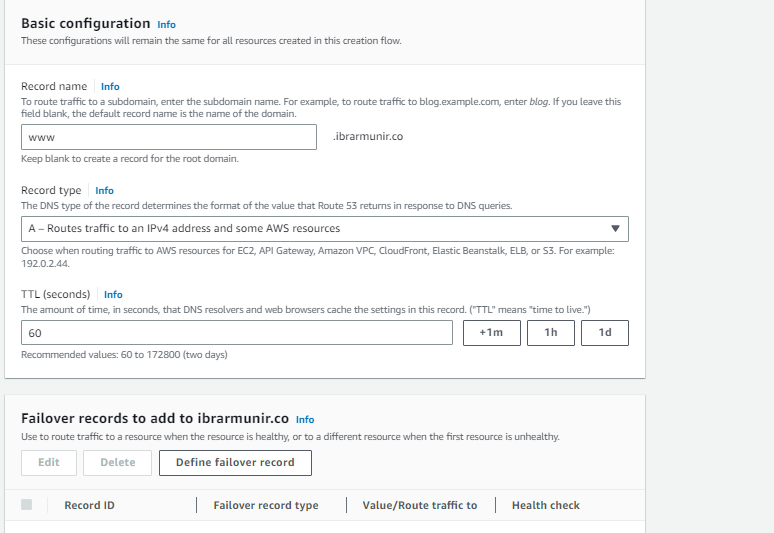 Basic configuration Info
These configurations will remain the same for all resources created in this creation flow.
Record name Info
To route traffic to a subdomain, enter the subdomain name. For example, to route traffic to blog.example.com, enter blog. If you leave this
field blank, the default record name is the name of the domain.
www .ibrarmunir.co
Keep blank to create a record for the root domain.
Record type Info
The DNS type of the record determines the format of the value that Route 53 returns in response to DNS queries.
A – Routes traffic to an IPv4 address and some AWS resources
Choose when routing traffic to AWS resources for EC2, API Gateway, Amazon VPC, CloudFront, Elastic Beanstalk, ELB, or S3. For example:
192.0.2.44.
TTL (seconds) Info
The amount of time, in seconds, that DNS resolvers and web browsers cache the settings in this record. ("TTL" means "time to live.")
60 +1m 1h 1d
Recommended values: 60 to 172800 (two days)
Failover records to add to ibrarmunir.co Info
Use to route traffic to a resource when the resource is healthy, or to a different resource when the first resource is unhealthy.
Edit Delete Define failover record
Record ID Failover record type Value/Route traffic to Health check